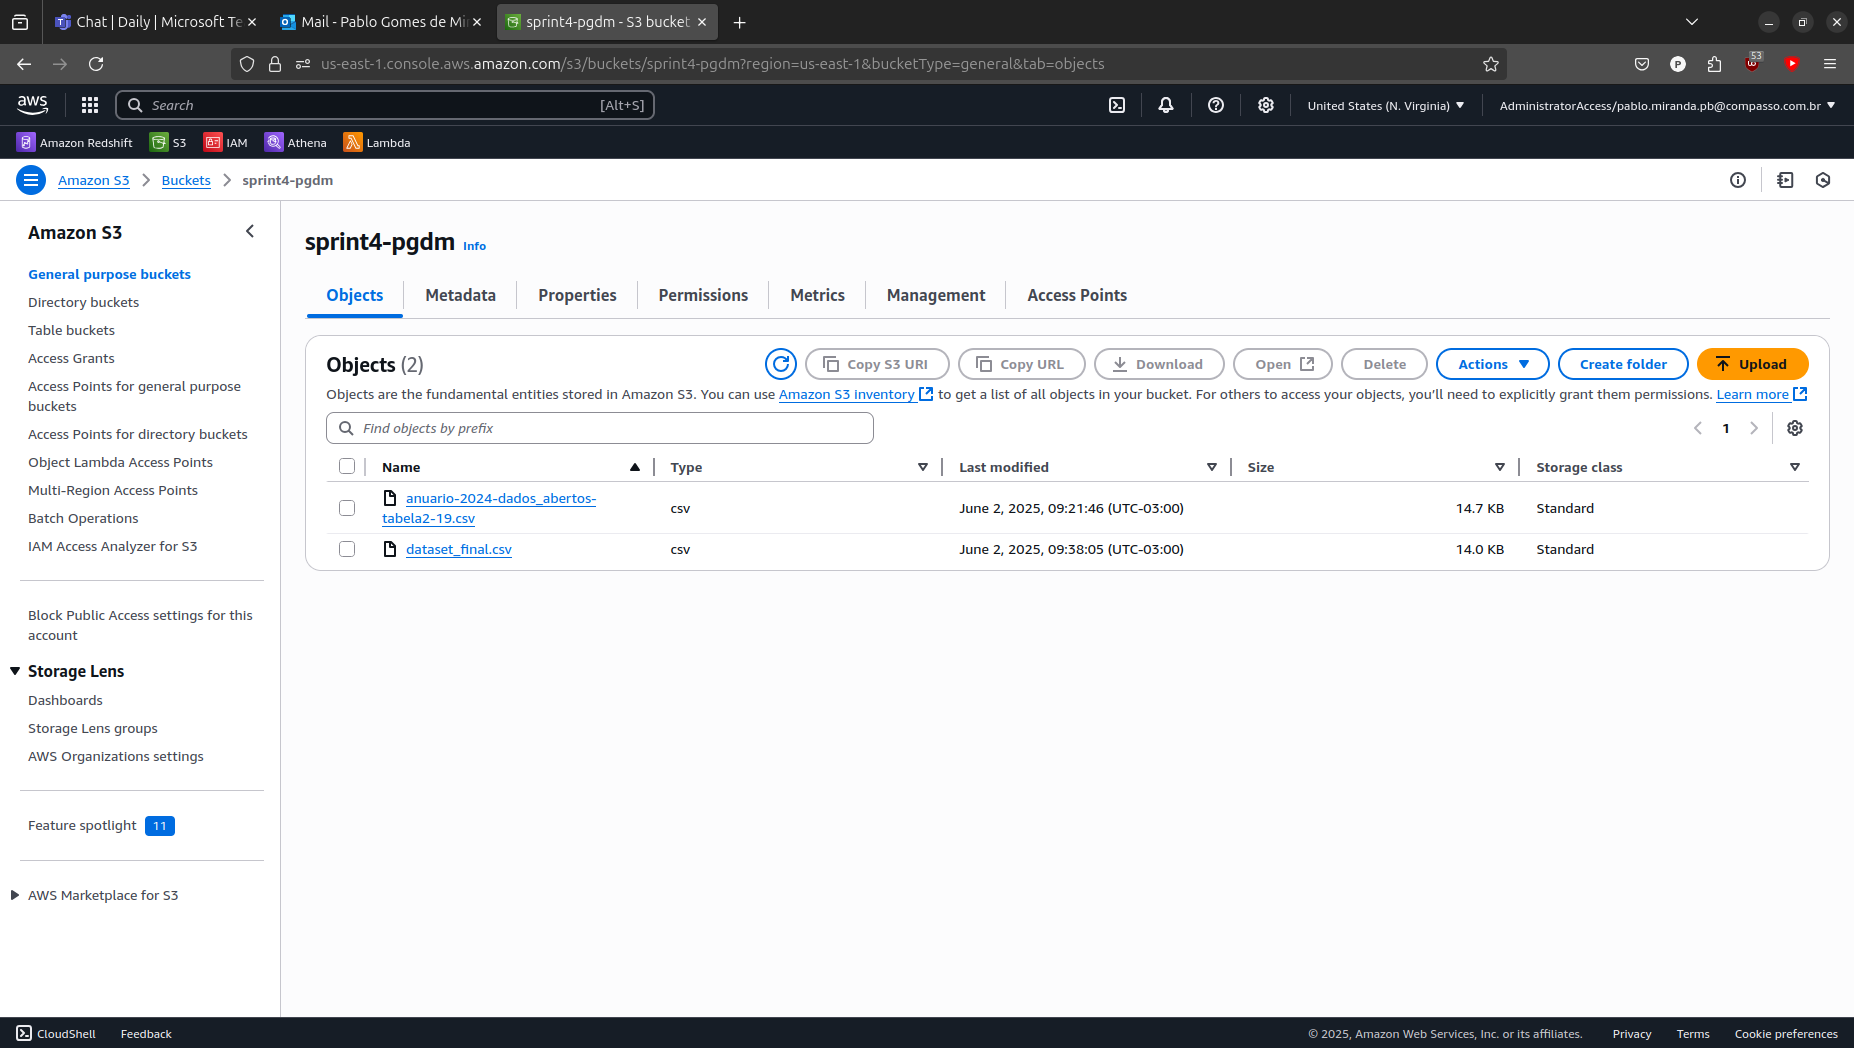 Chat | Daily | Microsoft Te
Mail - Pablo Gomes de Mi
sprint4-pgdm - S3 bucket
us-east-1.console.aws.amazon.com/s3/buckets/sprint4-pgdm?region=us-east-1&bucketType=general&tab=objects
P
53
aws
Search
[Alt+S]
United States (N. Virginia)
AdministratorAccess/pablo.miranda.pb@compasso.com.br
Amazon Redshift
S3
IAM
Athena
Lambda
Amazon S3
Buckets
sprint4-pgdm
Amazon S3
General purpose buckets
Directory buckets
Table buckets
Access Grants
Access Points for general purpose
buckets
Access Points for directory buckets
Object Lambda Access Points
Multi-Region Access Points
Batch Operations
IAM Access Analyzer for S3
Block Public Access settings for this
account
Storage Lens
Dashboards
Storage Lens groups
AWS Organizations settings
Feature spotlight 11
AWS Marketplace for S3
sprint4-pgdm Info
Objects
Metadata
Properties
Permissions
Metrics
Management
Access Points
Objects (2)
Copy S3 URI
Copy URL
Download
Open
Delete
Actions
Create folder
Upload
Objects are the fundamental entities stored in Amazon S3. You can use Amazon S3 inventory to get a list of all objects in your bucket. For others to access your objects, you’ll need to explicitly grant them permissions. Learn more
Find objects by prefix
1
Name Type Last modified Size Storage class
anuario-2024-dados_abertos-
tabela2-19.csv
csv June 2, 2025, 09:21:46 (UTC-03:00) 14.7 KB Standard
dataset_final.csv csv June 2, 2025, 09:38:05 (UTC-03:00) 14.0 KB Standard
CloudShell
Feedback
© 2025, Amazon Web Services, Inc. or its affiliates.
Privacy
Terms
Cookie preferences